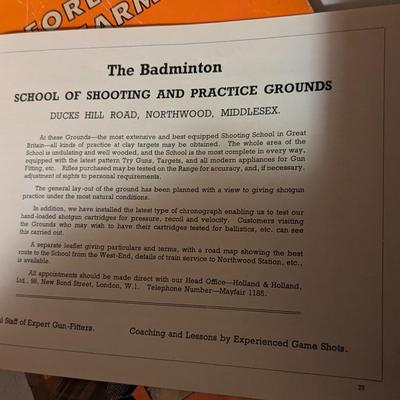 FORE
ARM
The Badminton
SCHOOL OF SHOOTING AND PRACTICE GROUNDS
DUCKS HILL ROAD, NORTHWOOD, MIDDLESEX.
At these Grounds—the most extensive and best equipped Shooting School in Great
Britain—all kinds of practice at clay targets may be obtained. The whole area of the
School is undulating and well wooded, and the School is the most complete in every way,
equipped with the latest pattern Try Guns, Targets, and all modern appliances for Gun
Fitting, etc. Rifles purchased may be tested on the Range for accuracy, and, if necessary,
adjustment of sights to personal requirements.
The general lay-out of the ground has been planned with a view to giving shotgun
practice under the most natural conditions.
In addition, we have installed the latest type of chronograph enabling us to test our
hand-loaded shotgun cartridges for pressure, recoil and velocity. Customers visiting
the Grounds who may wish to have their cartridges tested for ballistics, etc. can see
this carried out.
A separate leaflet giving particulars and terms, with a road map showing the best
route to the School from the West-End, details of train service to Northwood Station, etc.,
is available.
All appointments should be made direct with our Head Office—Holland & Holland,
Ltd., 98, New Bond Street, London, W.1. Telephone Number—Mayfair 1185.
l Staff of Expert Gun-Fitters.
Coaching and Lessons by Experienced Game Shots.